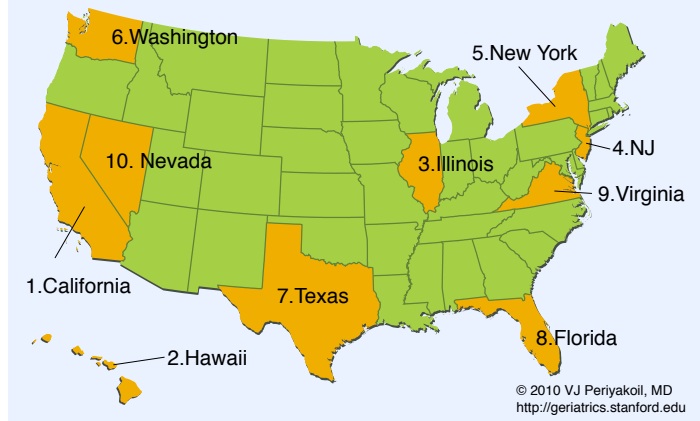 6.Washington
5.New York
10. Nevada
3.Illinois
4.NJ
9.Virginia
1.California
7.Texas
8.Florida
2.Hawaii
© 2010 VJ Periyakoil, MD
http://geriatrics.stanford.edu